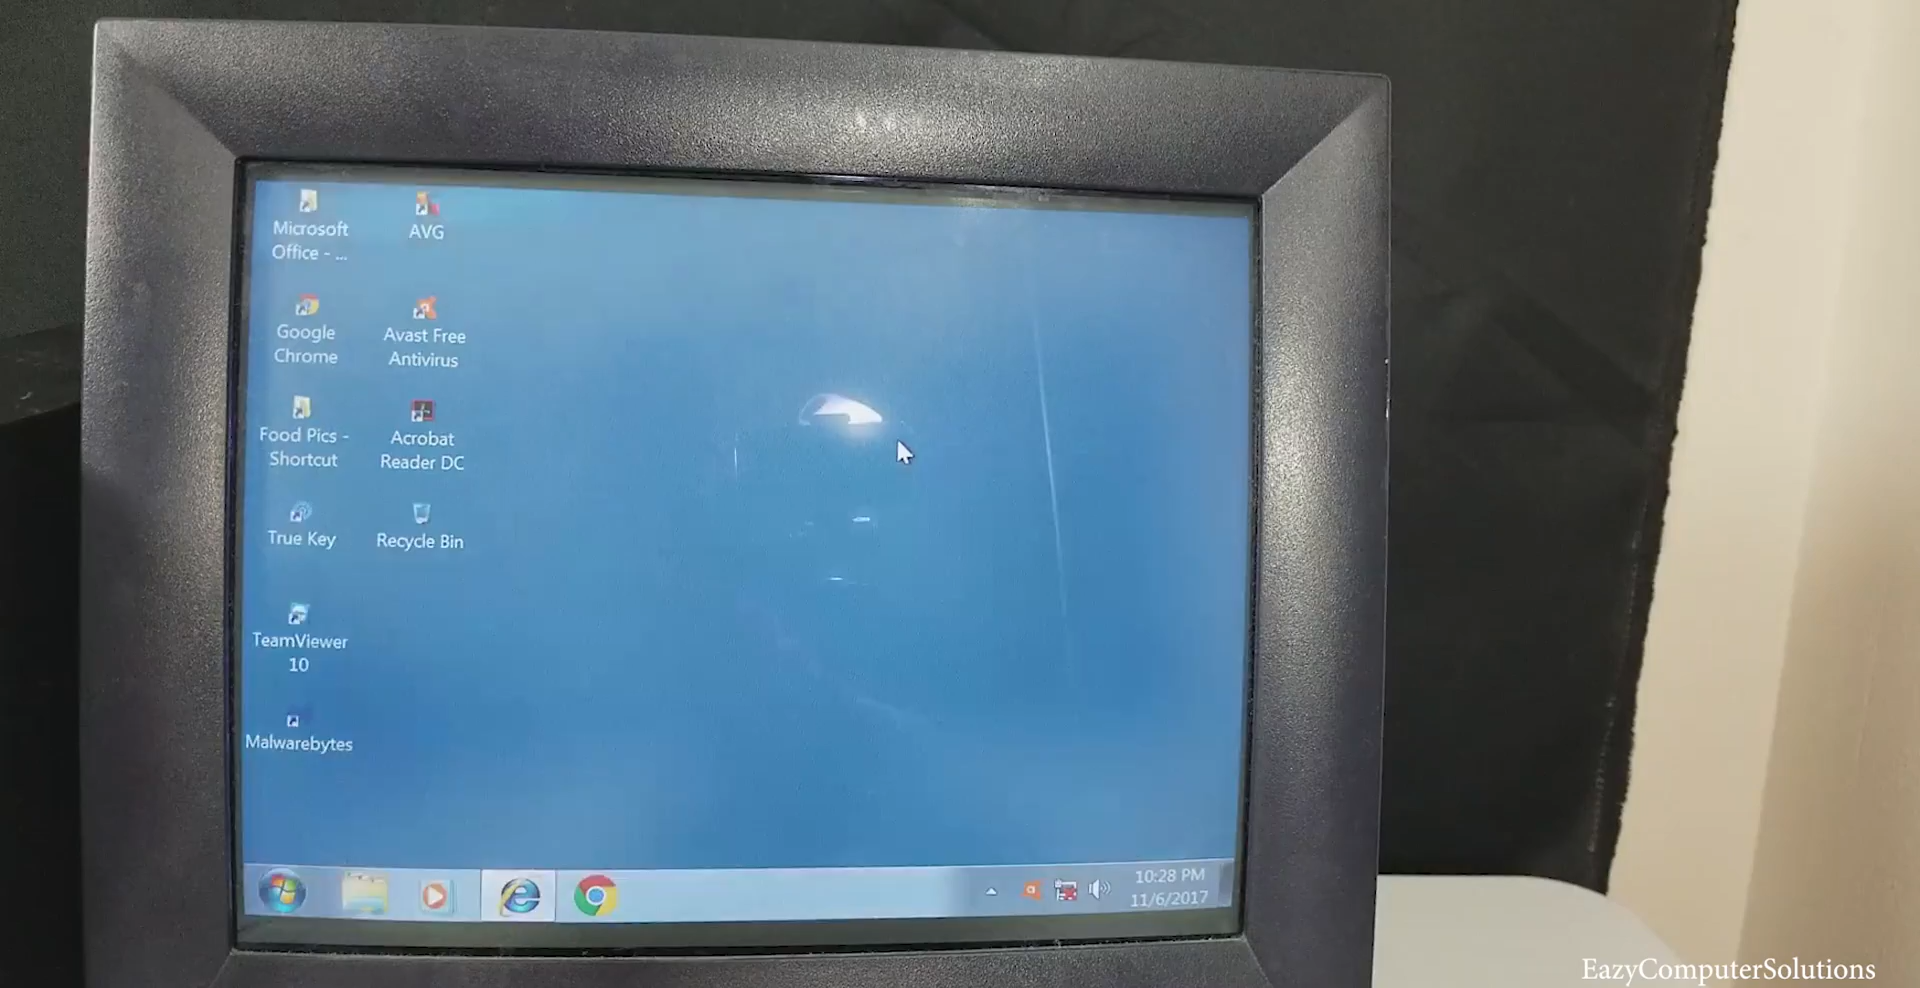 Microsoft
Office - ...
AVG
Google
Chrome
Avast Free
Antivirus
Food Pics -
Shortcut
Acrobat
Reader DC
True Key
Recycle Bin
TeamViewer
10
Malwarebytes
10:28 PM
11/6/2017
EazyComputerSolutions